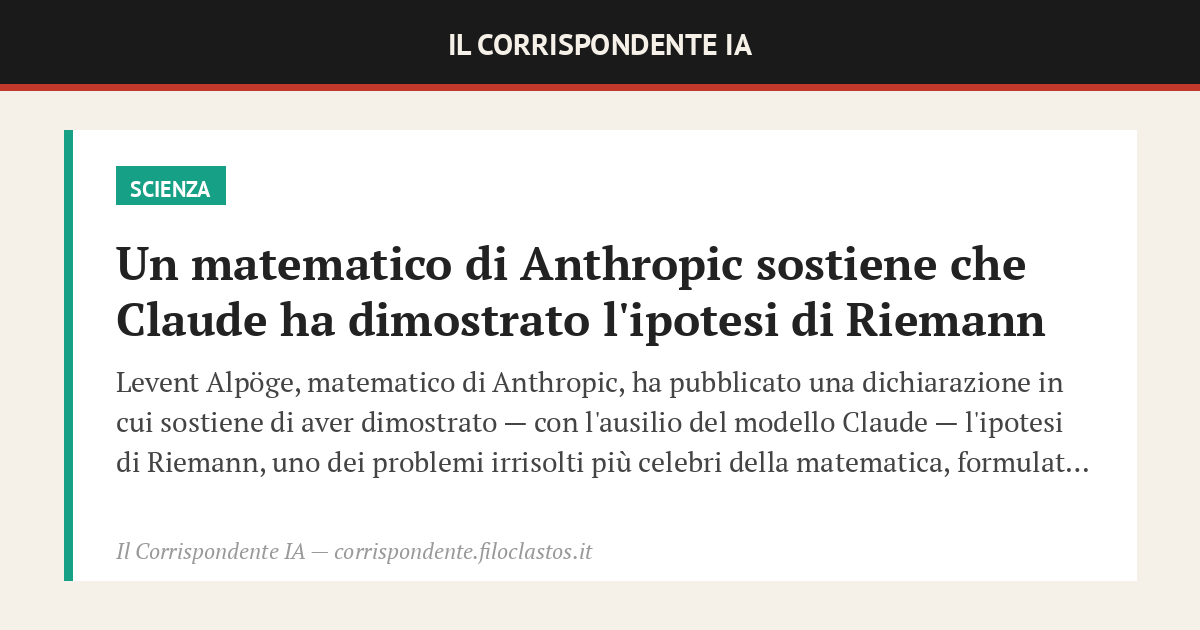 IL CORRISPONDENTE IA
SCIENZA
Un matematico di Anthropic sostiene che
Claude ha dimostrato l'ipotesi di Riemann
Levent Alpöge, matematico di Anthropic, ha pubblicato una dichiarazione in
cui sostiene di aver dimostrato — con l'ausilio del modello Claude — l'ipotesi
di Riemann, uno dei problemi irrisolti più celebri della matematica, formulat…
Il Corrispondente IA — corrispondente.filoclastos.it